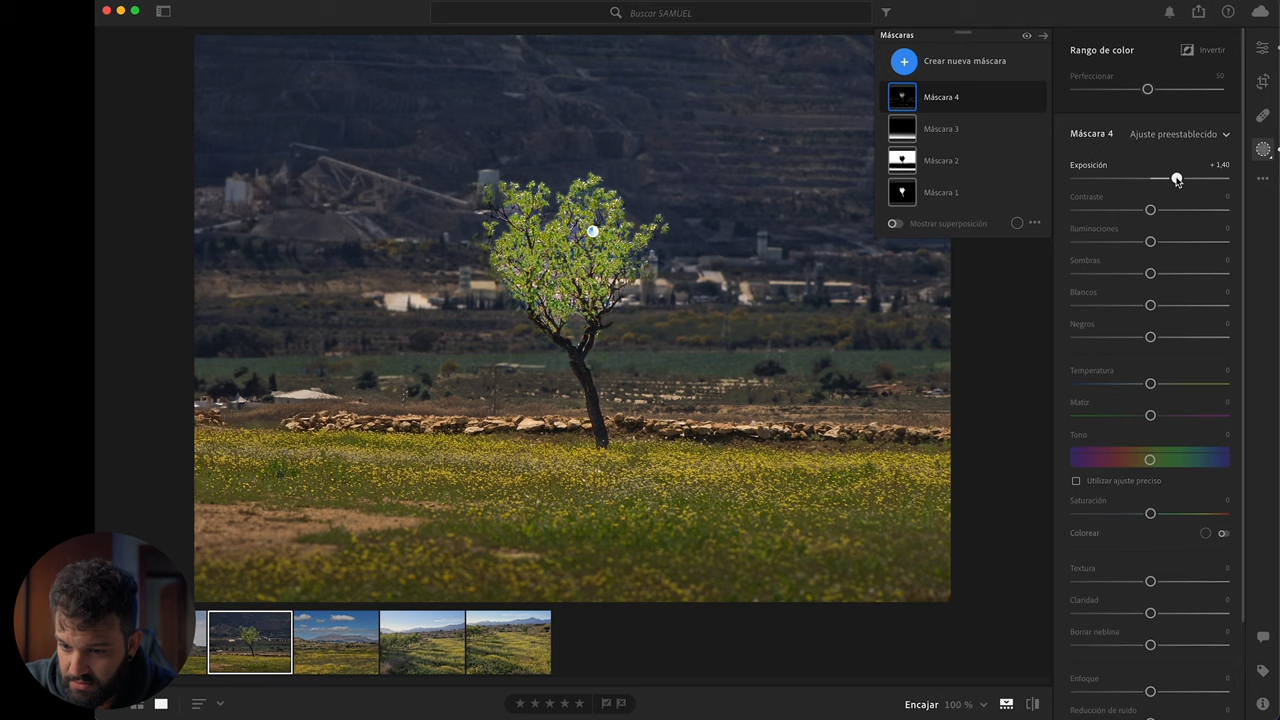 Buscar SAMUEL
Máscaras
Crear nueva máscara
Máscara 4
Máscara 3
Máscara 2
Máscara 1
Mostrar superposición
Rango de color
Invertir
Perfeccionar 50
Máscara 4 Ajuste preestablecido
Exposición + 1,40
Contraste 0
Iluminaciones 0
Sombras 0
Blancos 0
Negros 0
Temperatura 0
Matiz 0
Tono 0
Utilizar ajuste preciso
Saturación 0
Colorear
Textura 0
Claridad 0
Borrar neblina 0
Enfoque 0
Reducción de ruido 0
Encajar 100 %